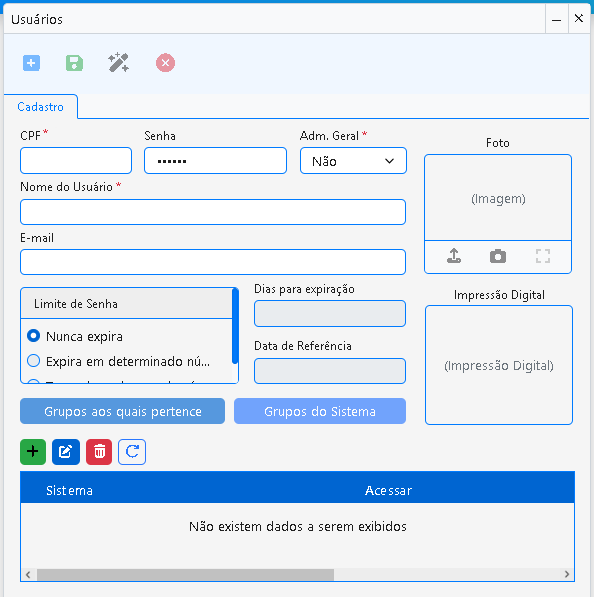 Usuários
Cadastro
CPF *
Senha
Adm. Geral *
••••••
Não
Foto
(Imagem)
Nome do Usuário *
E-mail
Limite de Senha
Nunca expira
Expira em determinado nú...
Dias para expiração
Data de Referência
Impressão Digital
(Impressão Digital)
Grupos aos quais pertence
Grupos do Sistema
Sistema
Acessar
Não existem dados a serem exibidos